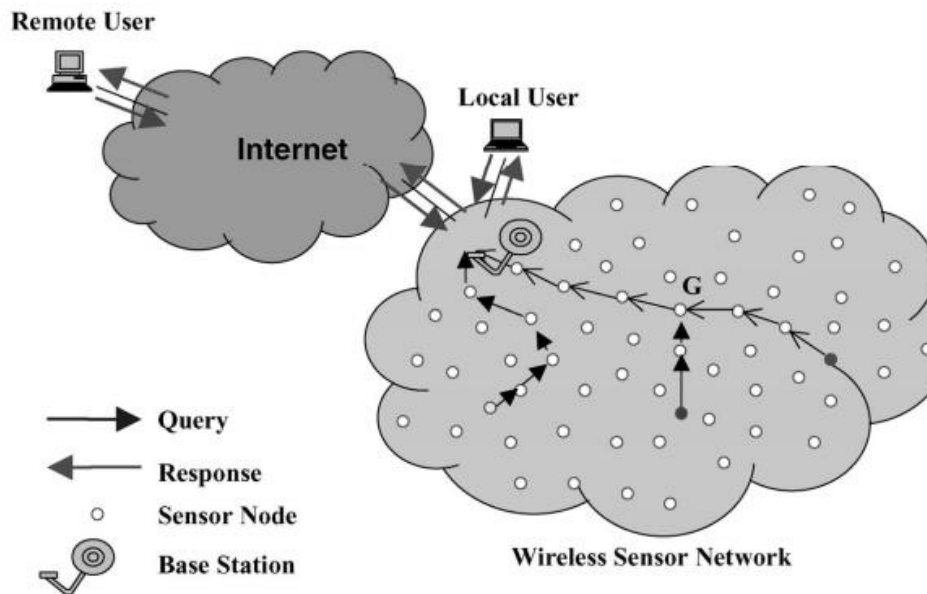 Remote User
Local User
Internet
G
Query
Response
Sensor Node
Base Station
Wireless Sensor Network